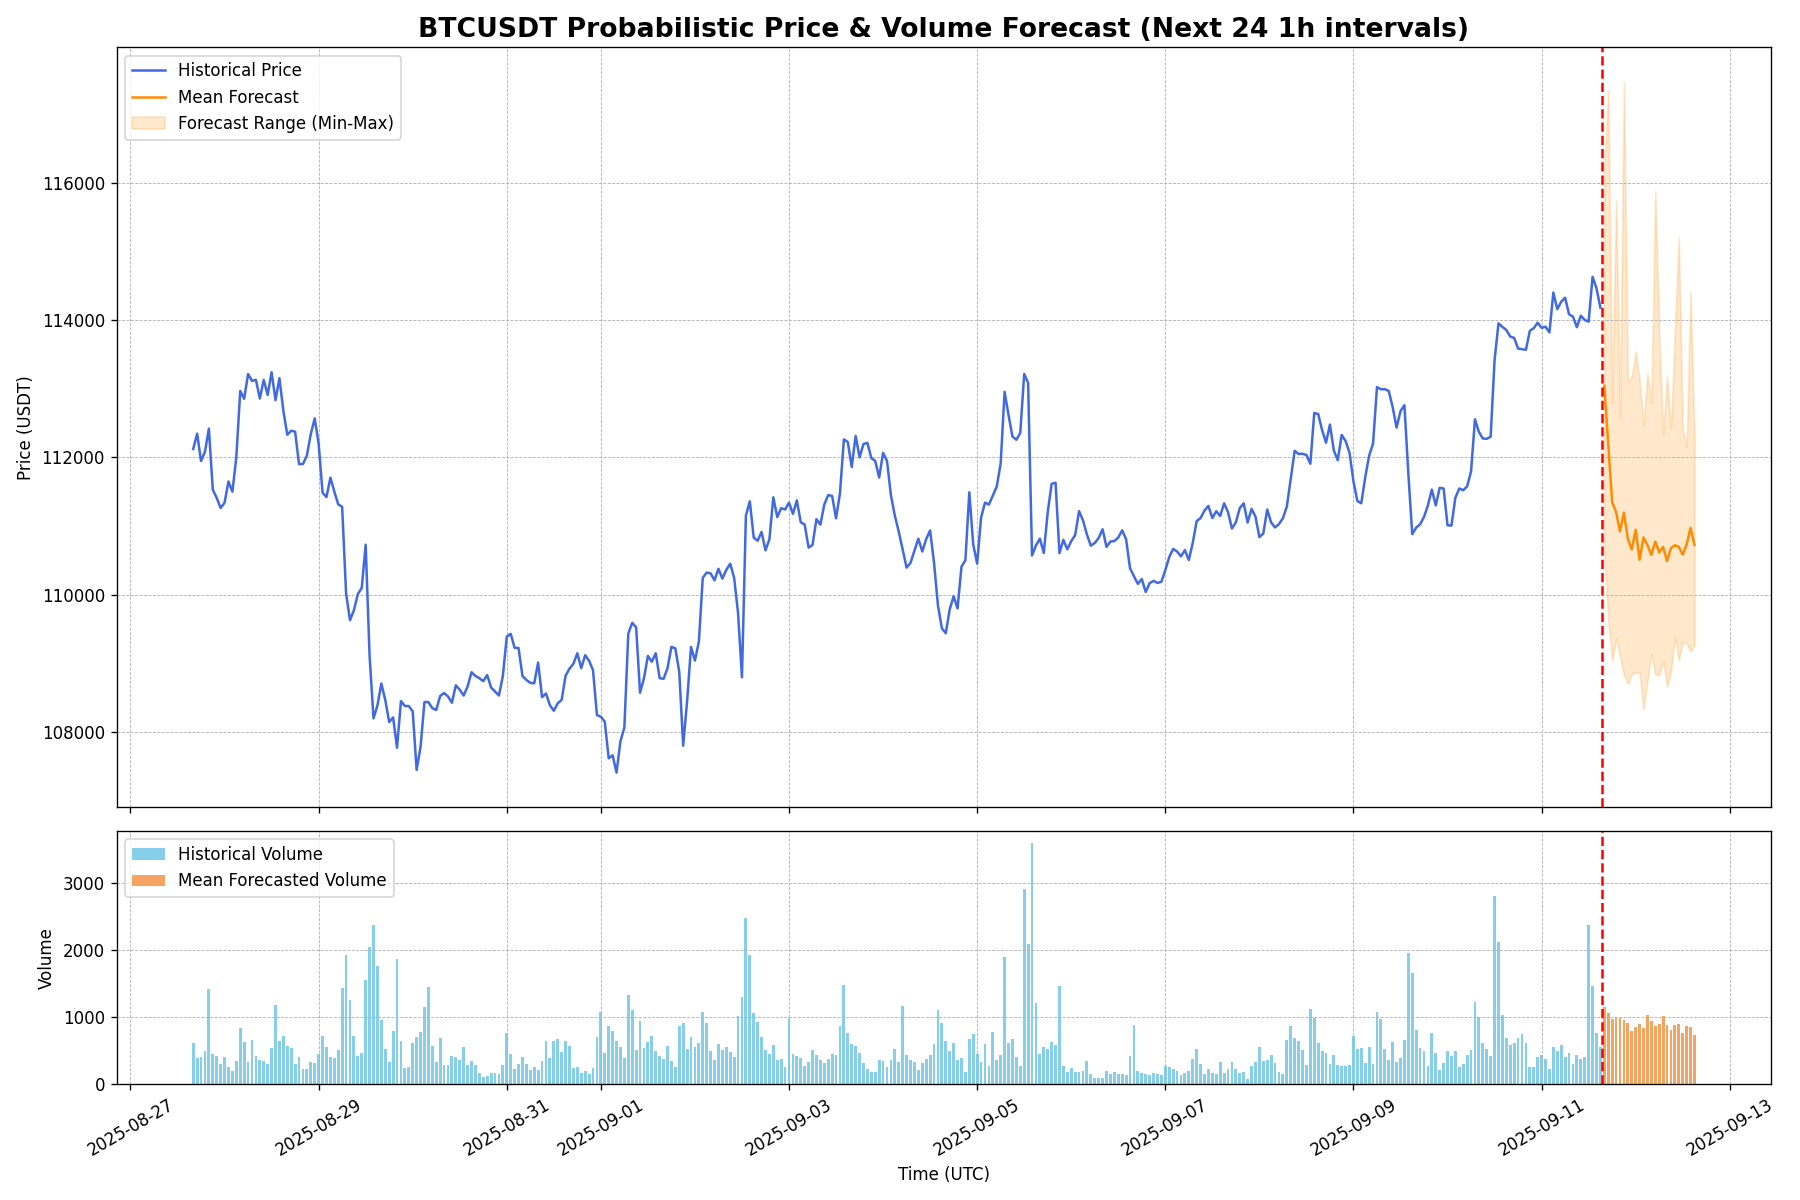 BTCUSDT Probabilistic Price & Volume Forecast (Next 24 1h intervals)
Historical Price
Mean Forecast
Forecast Range (Min-Max)
Price (USDT)
116000
114000
112000
110000
108000
Historical Volume
Mean Forecasted Volume
Volume
3000
2000
1000
0
2025-08-27
2025-08-29
2025-08-31
2025-09-01
2025-09-03
2025-09-05
2025-09-07
2025-09-09
2025-09-11
2025-09-13
Time (UTC)